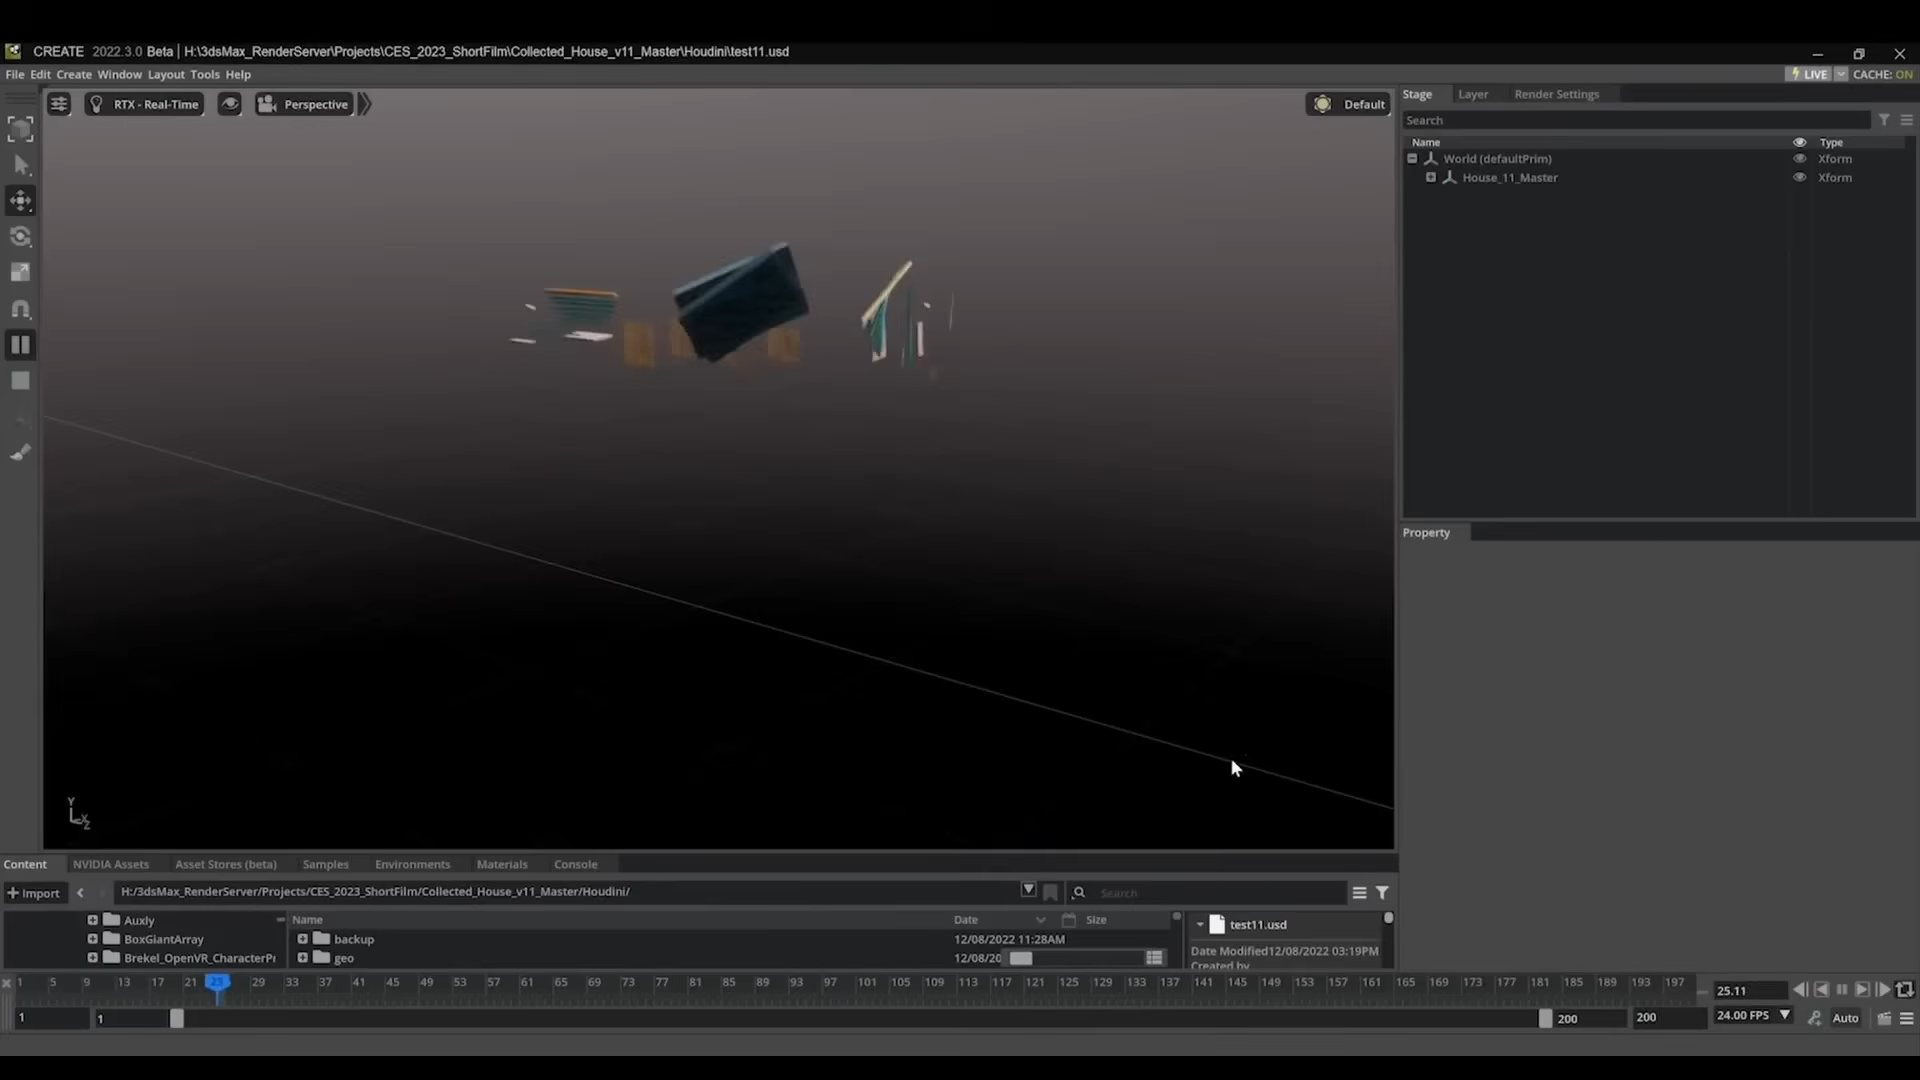 CREATE 2022.3.0 Beta | H:\3dsMax_RenderServer\Projects\CES_2023_ShortFilm\Collected_House_v11_Master\Houdini\test11.usd
File Edit Create Window Layout Tools Help
LIVE CACHE: ON
RTX - Real-Time
Perspective
Default
Stage Layer Render Settings
Search
Name Type
World (defaultPrim) Xform
House_11_Master Xform
Property
Y
X
Z
Content NVIDIA Assets Asset Stores (beta) Samples Environments Materials Console
+ Import
H:/3dsMax_RenderServer/Projects/CES_2023_ShortFilm/Collected_House_v11_Master/Houdini/
Search
Auxly
BoxGiantArray
Brekel_OpenVR_CharacterPr
Name Date Size
backup 12/08/2022 11:28AM
geo 12/08/20
test11.usd
Date Modified12/08/2022 03:19PM
Created by
1 5 9 13 17 21 23 29 33 37 41 45 49 53 57 61 65 69 73 77 81 85 89 93 97 101 105 109 113 117 121 125 129 133 137 141 145 149 153 157 161 165 169 173 177 181 185 189 193 197
25.11
1 1 200 200 24.00 FPS Auto